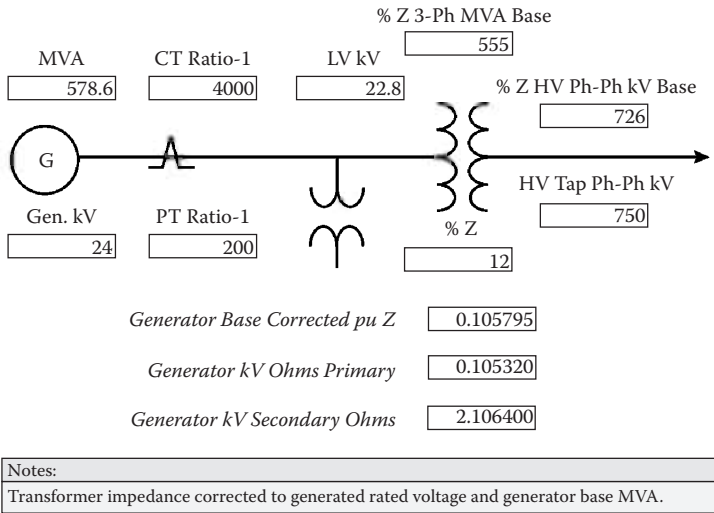 % Z 3-Ph MVA Base
555
MVA
578.6
CT Ratio-1
4000
LV kV
22.8
% Z HV Ph-Ph kV Base
726
G
HV Tap Ph-Ph kV
750
Gen. kV
24
PT Ratio-1
200
% Z
12
Generator Base Corrected pu Z 0.105795
Generator kV Ohms Primary 0.105320
Generator kV Secondary Ohms 2.106400
Notes:
Transformer impedance corrected to generated rated voltage and generator base MVA.